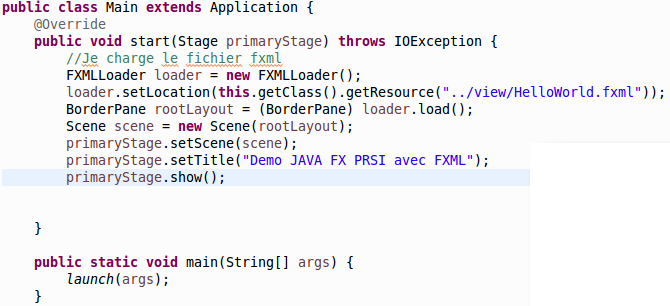 public class Main extends Application {
    @Override
    public void start(Stage primaryStage) throws IOException {
        //Je charge le fichier fxml
        FXMLLoader loader = new FXMLLoader();
        loader.setLocation(this.getClass().getResource("../view/HelloWorld.fxml"));
        BorderPane rootLayout = (BorderPane) loader.load();
        Scene scene = new Scene(rootLayout);
        primaryStage.setScene(scene);
        primaryStage.setTitle("Demo JAVA FX PRSI avec FXML");
        primaryStage.show();
    }
    public static void main(String[] args) {
        launch(args);
    }